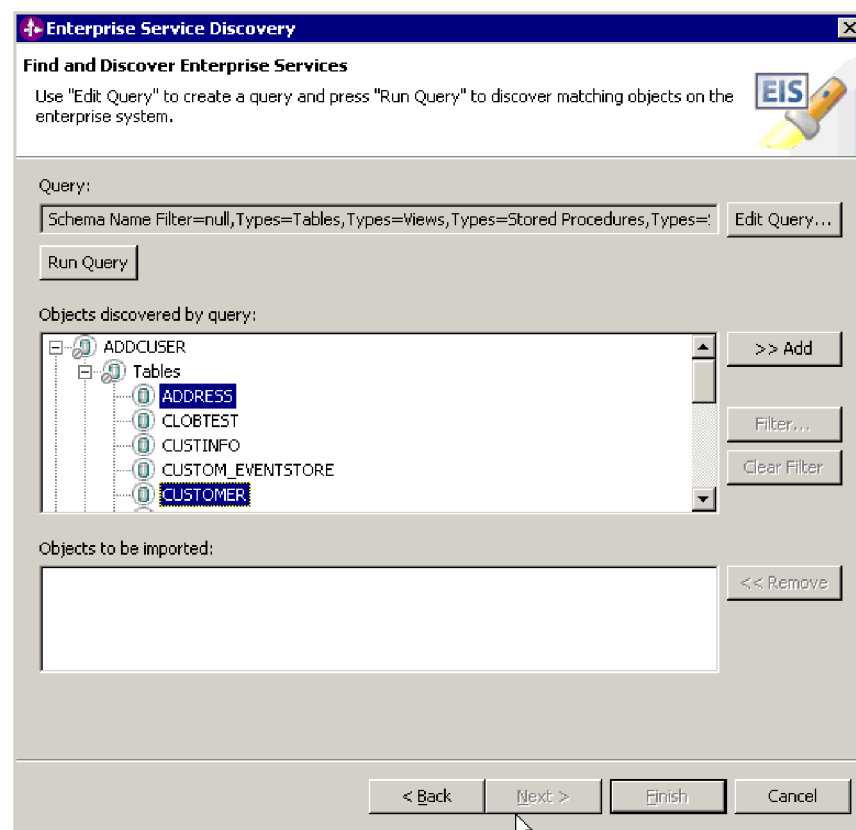 Enterprise Service Discovery
Find and Discover Enterprise Services
Use "Edit Query" to create a query and press "Run Query" to discover matching objects on the
enterprise system.
EIS
Query:
Schema Name Filter=null,Types=Tables,Types=Views,Types=Stored Procedures,Types=
Edit Query...
Run Query
Objects discovered by query:
ADDCUSER
Tables
ADDRESS
CLOBTEST
CUSTINFO
CUSTOM_EVENTSTORE
CUSTOMER
>> Add
Filter...
Clear Filter
Objects to be imported:
<< Remove
< Back
Next >
Finish
Cancel